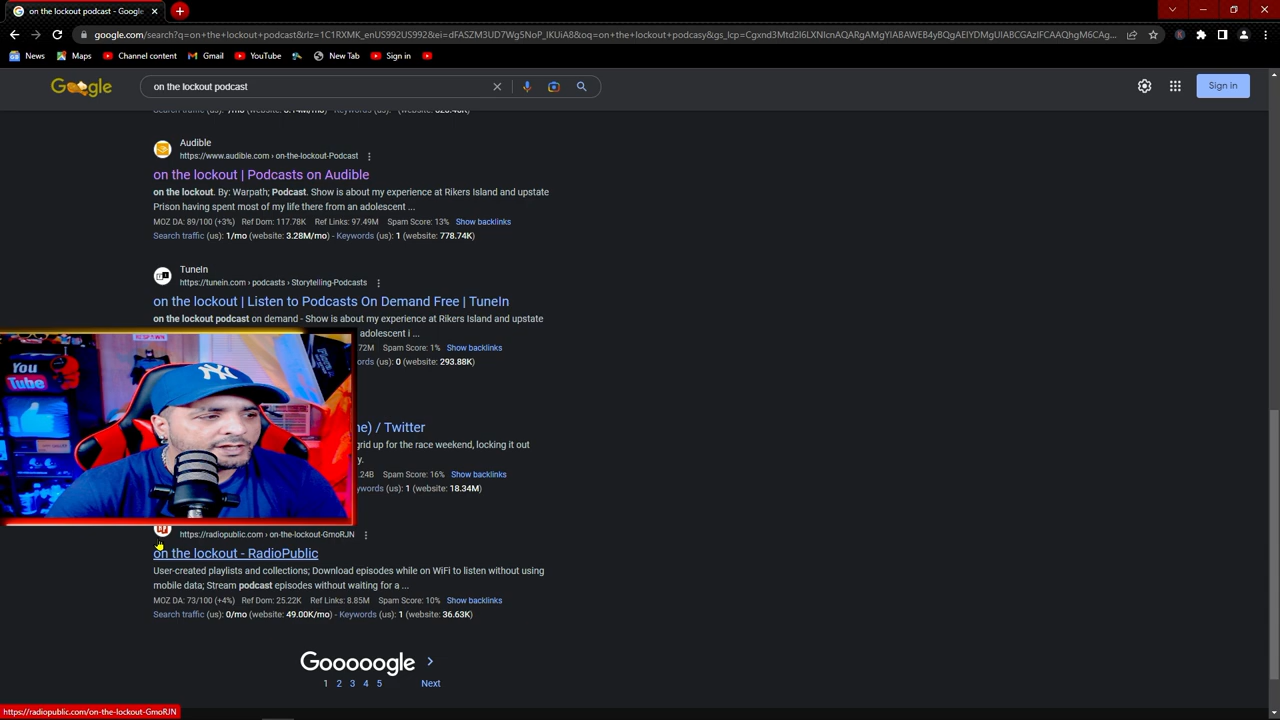 on the lockout podcast - Google
google.com/search?q=on+the+lockout+podcast&rlz=1C1RXMK_enUS992US992&ei=dFASZM3UD7Wg5NoP_IKUiA8&oq=on+the+lockout+podcasy&gs_lcp=Cgxnd3Mtd2l6LXNlcnAQARgAMgYIABAWEB4yBQgAEIYDMgUIABCGAzIFCAAQhgM6CAg...
News
Maps
Channel content
Gmail
YouTube
New Tab
Sign in
Google
on the lockout podcast
Sign in
Audible
https://www.audible.com › on-the-lockout-Podcast
on the lockout | Podcasts on Audible
on the lockout. By: Warpath; Podcast. Show is about my experience at Rikers Island and upstate
Prison having spent most of my life there from an adolescent ...
MOZ DA: 89/100 (+3%) Ref Dom: 117.78K Ref Links: 97.49M Spam Score: 13% Show backlinks
Search traffic (us): 1/mo (website: 3.28M/mo) - Keywords (us): 1 (website: 778.74K)
TuneIn
https://tunein.com › podcasts › Storytelling-Podcasts
on the lockout | Listen to Podcasts On Demand Free | TuneIn
on the lockout podcast on demand - Show is about my experience at Rikers Island and upstate
adolescent i ...
72M Spam Score: 1% Show backlinks
rds (us): 0 (website: 293.88K)
ne) / Twitter
grid up for the race weekend, locking it out
y.
.24B Spam Score: 16% Show backlinks
words (us): 1 (website: 18.34M)
You
Tube
NY
https://radiopublic.com › on-the-lockout-GmoRJN
on the lockout - RadioPublic
User-created playlists and collections; Download episodes while on WiFi to listen without using
mobile data; Stream podcast episodes without waiting for a ...
MOZ DA: 73/100 (+4%) Ref Dom: 25.22K Ref Links: 8.85M Spam Score: 10% Show backlinks
Search traffic (us): 0/mo (website: 49.00K/mo) - Keywords (us): 1 (website: 36.63K)
Gooooogle
1 2 3 4 5 Next
https://radiopublic.com/on-the-lockout-GmoRJN